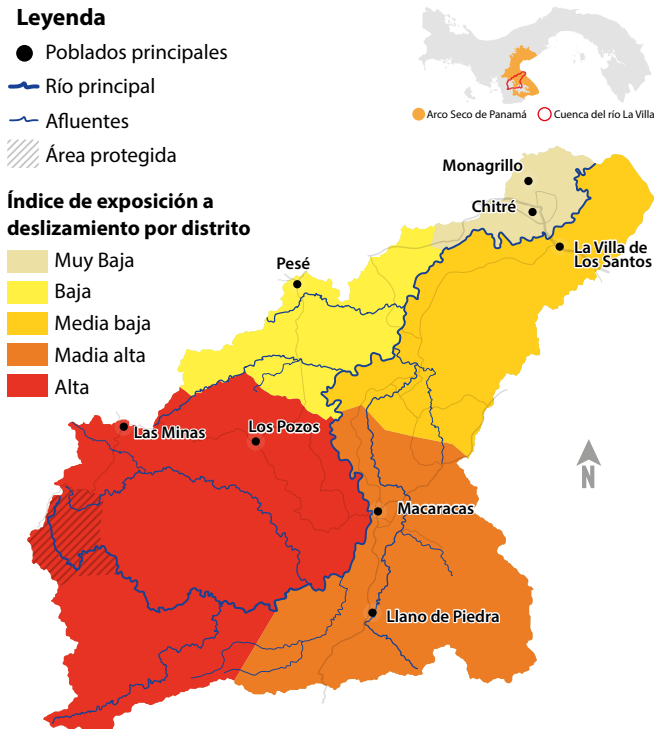 Leyenda
Poblados principales
Río principal
Afluentes
Área protegida
Índice de exposición a
deslizamiento por distrito
Muy Baja
Baja
Media baja
Madia alta
Alta
Arco Seco de Panamá
Cuenca del río La Villa
Monagrillo
Chitré
La Villa de
Los Santos
Pesé
Las Minas
Los Pozos
Macaracas
Llano de Piedra
N